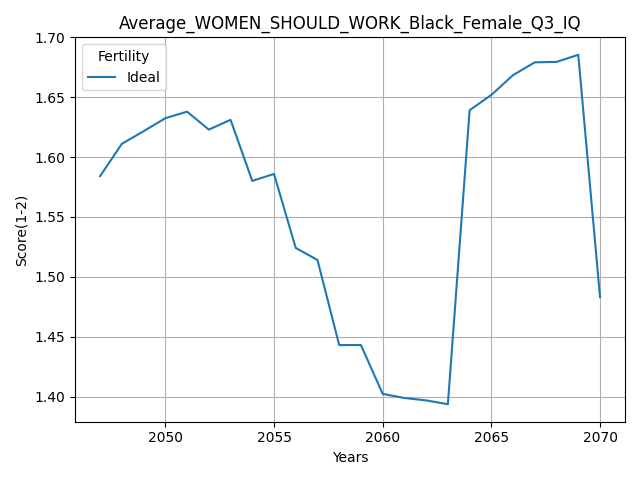 Average_WOMEN_SHOULD_WORK_Black_Female_Q3_IQ
Fertility
Ideal
Score(1-2)
1.70
1.65
1.60
1.55
1.50
1.45
1.40
2050 2055 2060 2065 2070
Years